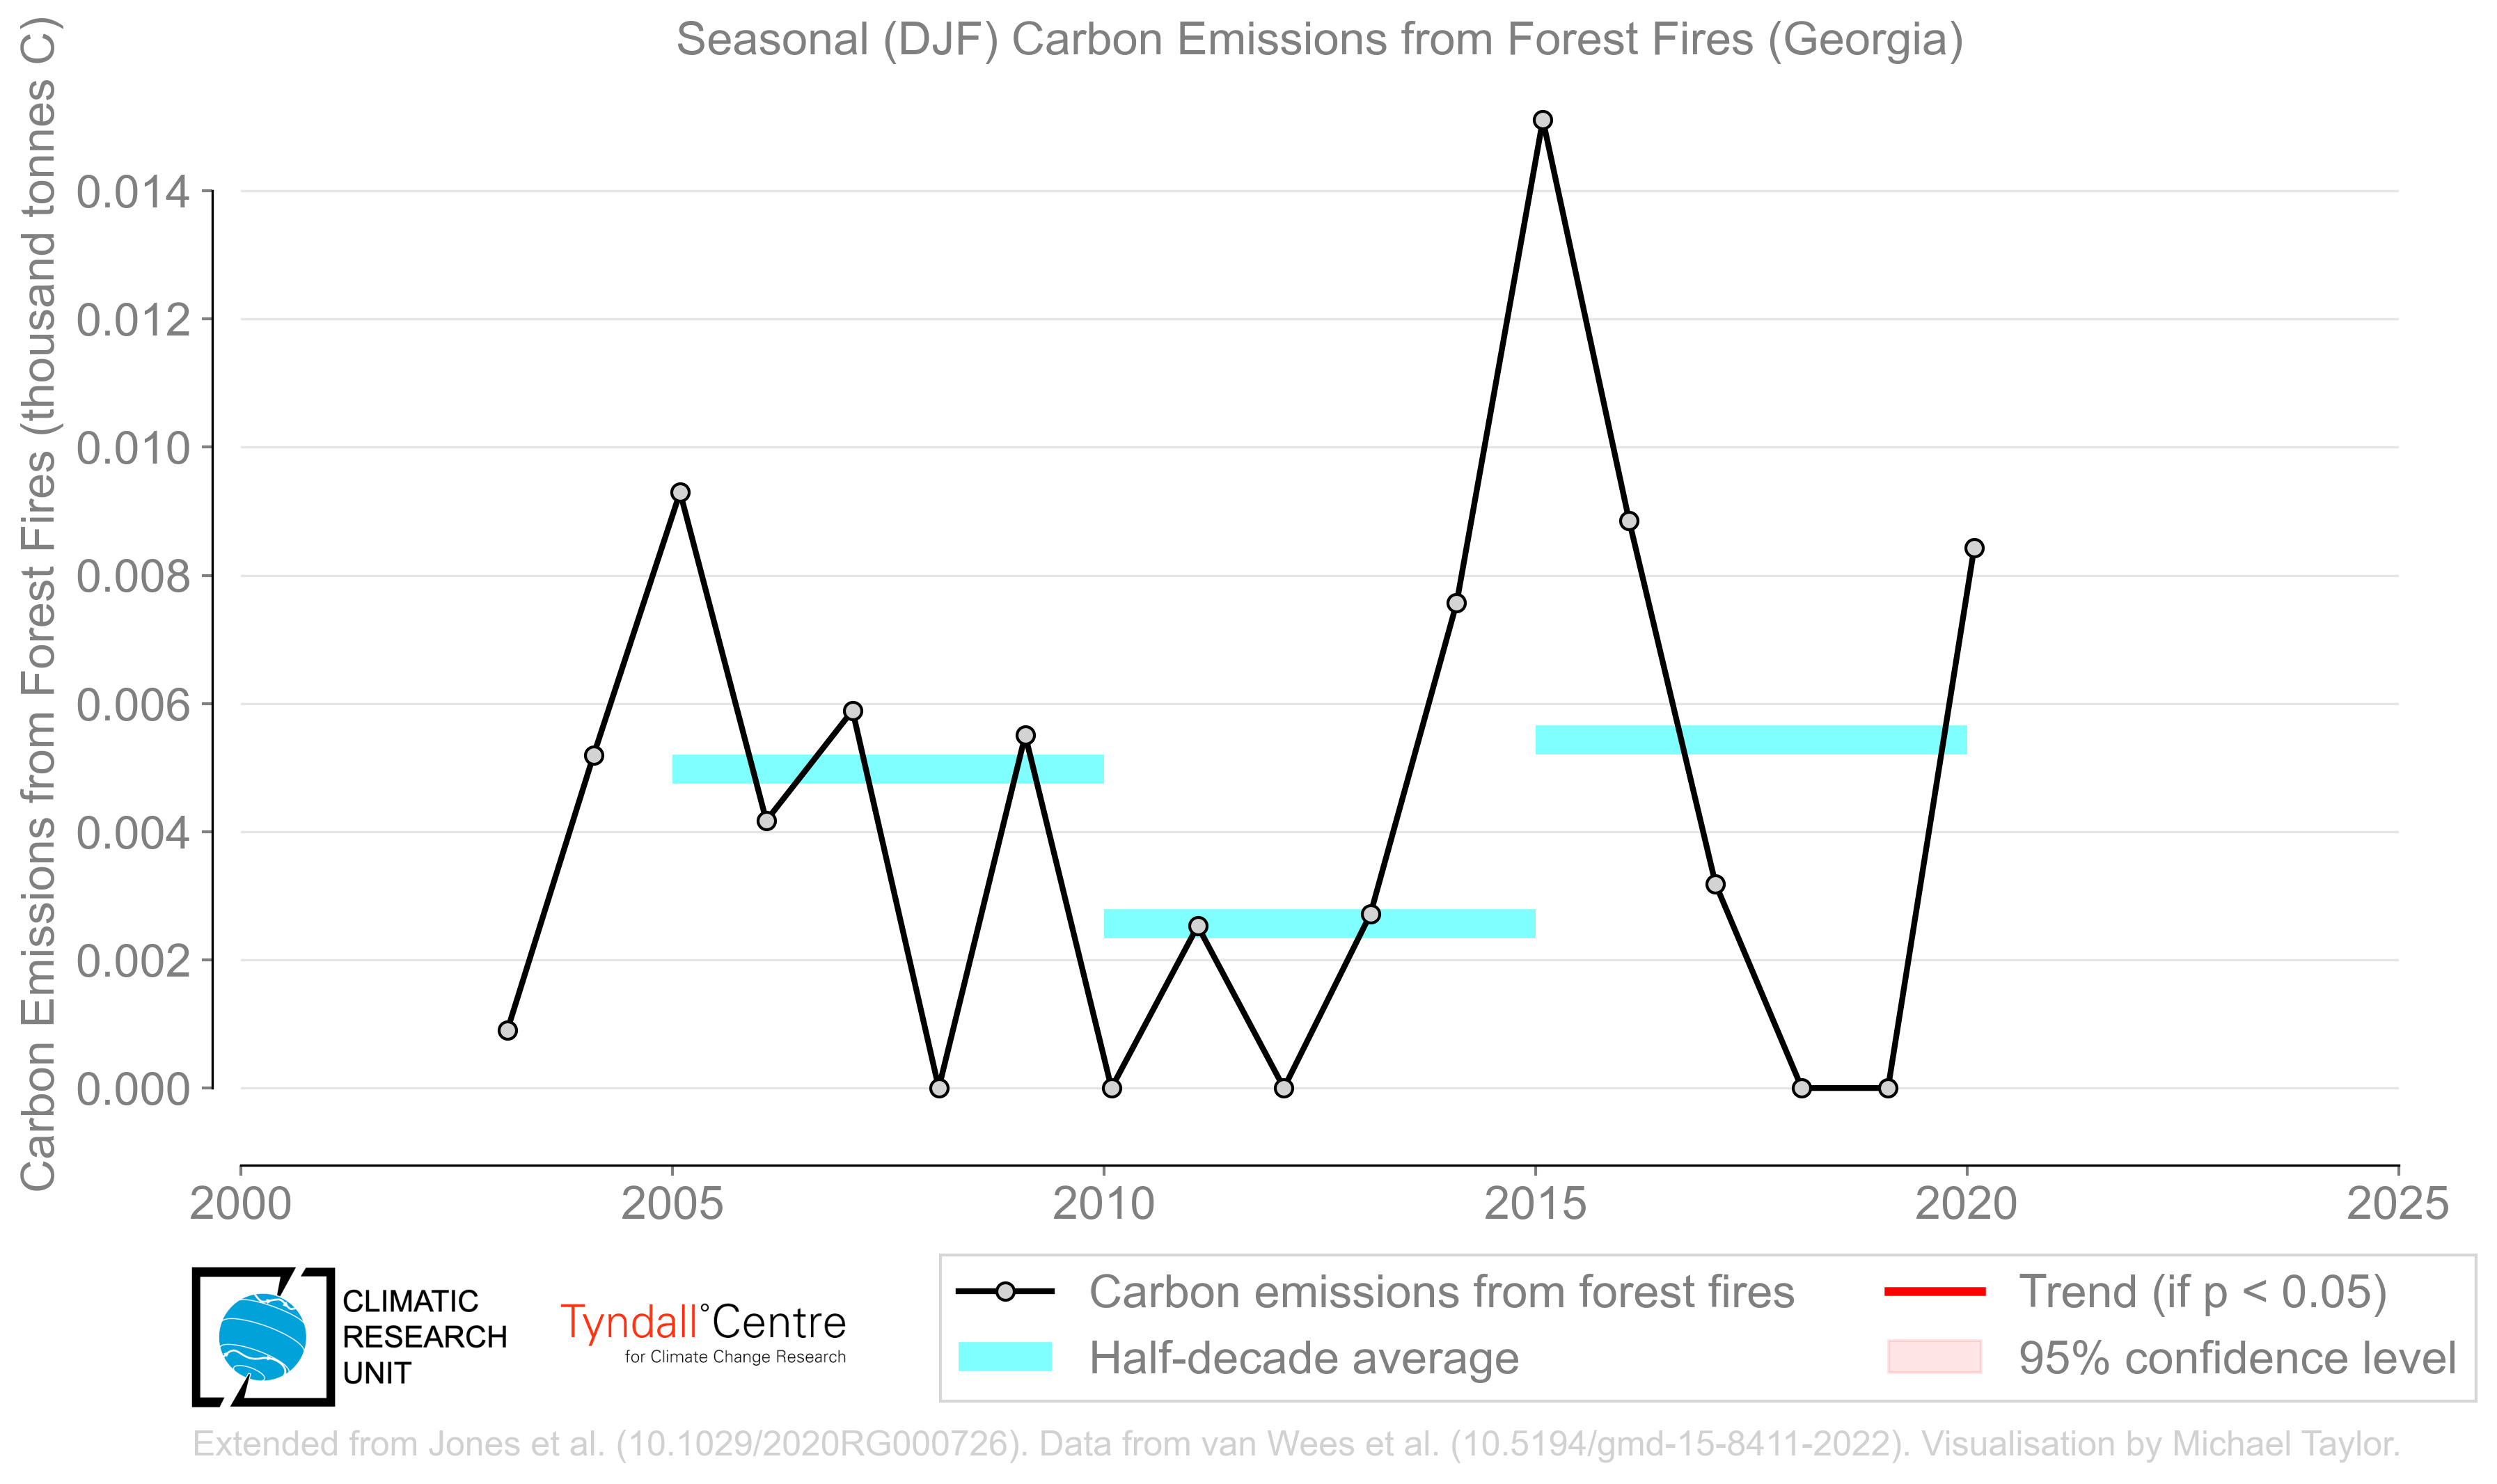 Seasonal (DJF) Carbon Emissions from Forest Fires (Georgia)
Carbon Emissions from Forest Fires (thousand tonnes C)
0.014
0.012
0.010
0.008
0.006
0.004
0.002
0.000
2000 2005 2010 2015 2020 2025
CLIMATIC
RESEARCH
UNIT
Tyndall°Centre
for Climate Change Research
Carbon emissions from forest fires
Half-decade average
Trend (if p < 0.05)
95% confidence level
Extended from Jones et al. (10.1029/2020RG000726). Data from van Wees et al. (10.5194/gmd-15-8411-2022). Visualisation by Michael Taylor.